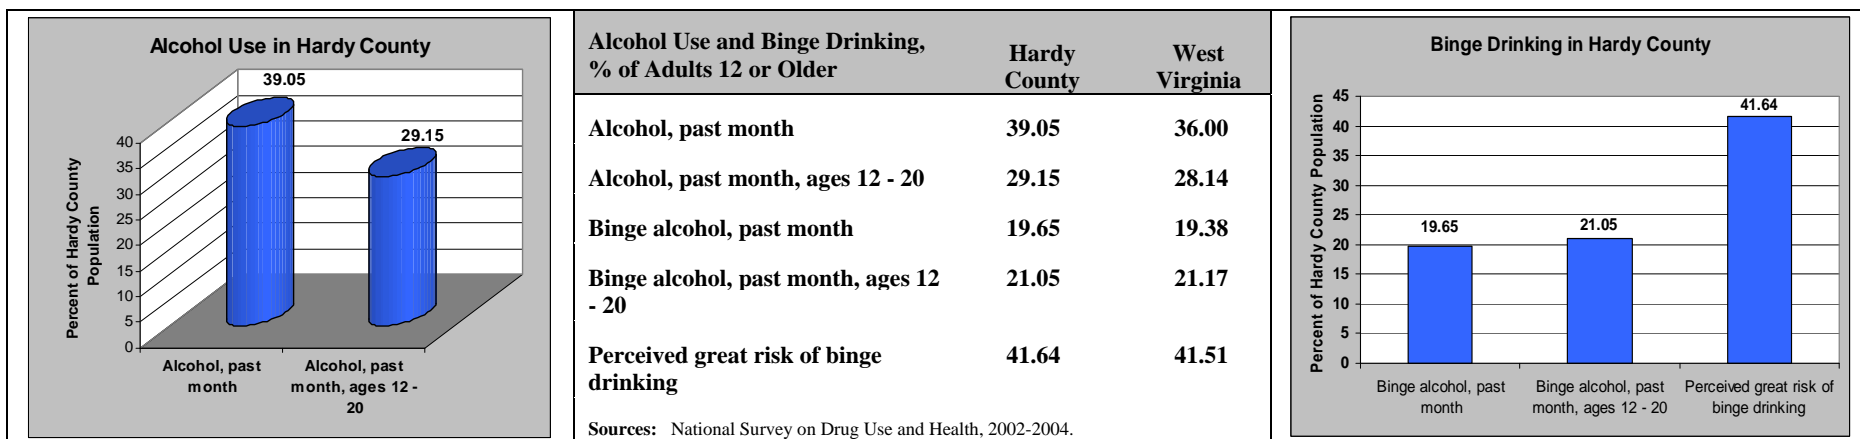 Alcohol Use in Hardy County
39.05
29.15
Percent of Hardy County
Population
40
35
30
25
20
15
10
5
0
Alcohol, past
month
Alcohol, past
month, ages 12 -
20
Alcohol Use and Binge Drinking,
% of Adults 12 or Older
Hardy
County
West
Virginia
Alcohol, past month 39.05 36.00
Alcohol, past month, ages 12 - 20 29.15 28.14
Binge alcohol, past month 19.65 19.38
Binge alcohol, past month, ages 12 21.05 21.17
- 20
Perceived great risk of binge 41.64 41.51
drinking
Sources: National Survey on Drug Use and Health, 2002-2004.
Binge Drinking in Hardy County
Percent of Hardy County Population
45
40
35
30
25
20
15
10
5
0
19.65
21.05
41.64
Binge alcohol, past
month
Binge alcohol, past
month, ages 12 - 20
Perceived great risk of
binge drinking